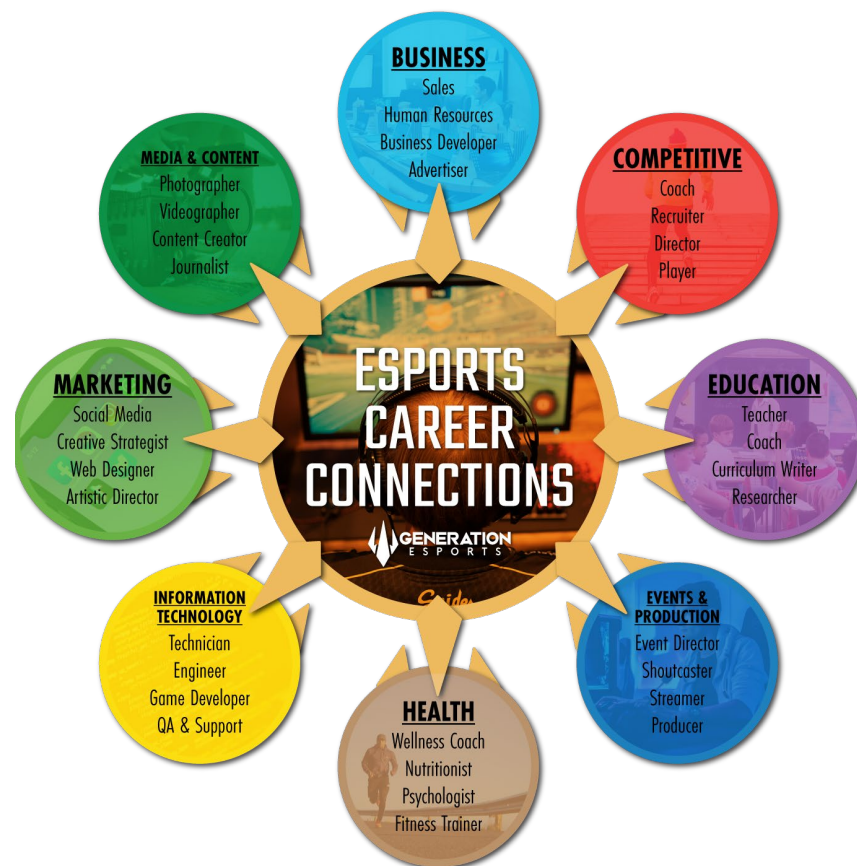 BUSINESS
Sales
Human Resources
Business Developer
Advertiser
MEDIA & CONTENT
Photographer
Videographer
Content Creator
Journalist
COMPETITIVE
Coach
Recruiter
Director
Player
ESPORTS
CAREER
CONNECTIONS
GENERATION
ESPORTS
MARKETING
Social Media
Creative Strategist
Web Designer
Artistic Director
EDUCATION
Teacher
Coach
Curriculum Writer
Researcher
INFORMATION
TECHNOLOGY
Technician
Engineer
Game Developer
QA & Support
EVENTS &
PRODUCTION
Event Director
Shoutcaster
Streamer
Producer
HEALTH
Wellness Coach
Nutritionist
Psychologist
Fitness Trainer